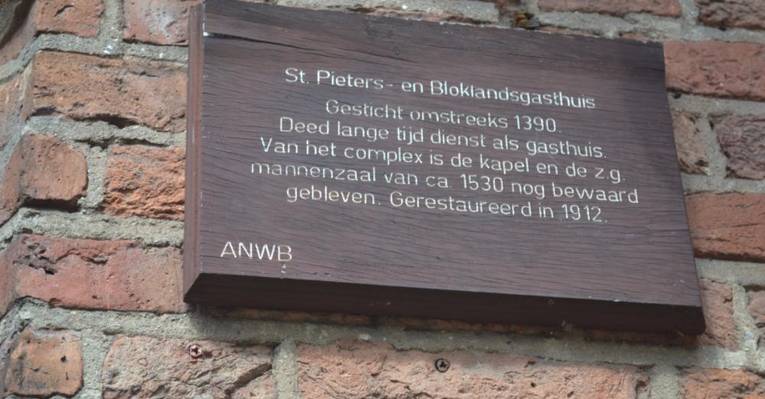 St. Pieters- en Bloklandsgasthuis
Gesticht omstreeks 1390.
Deed lange tijd dienst als gasthuis.
Van het complex is de kapel en de z.g.
mannenzaal van ca. 1530 nog bewaard
gebleven. Gerestaureerd in 1912.
ANWB